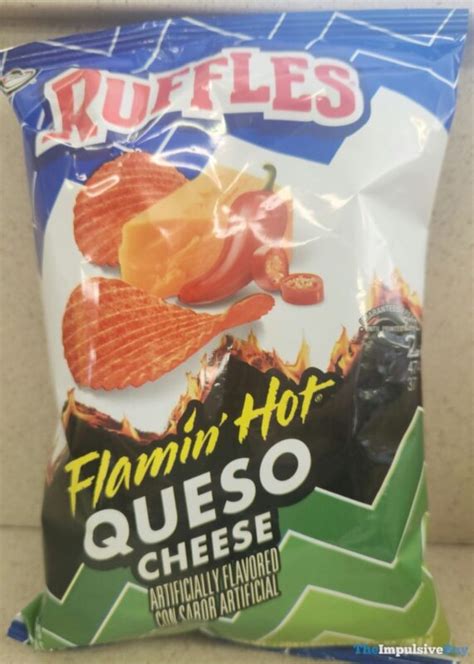 RUFFLES
Flamin' Hot®
QUESO
CHEESE
ARTIFICIALLY FLAVORED
CON SABOR ARTIFICIAL
TheImpulsiveBuy